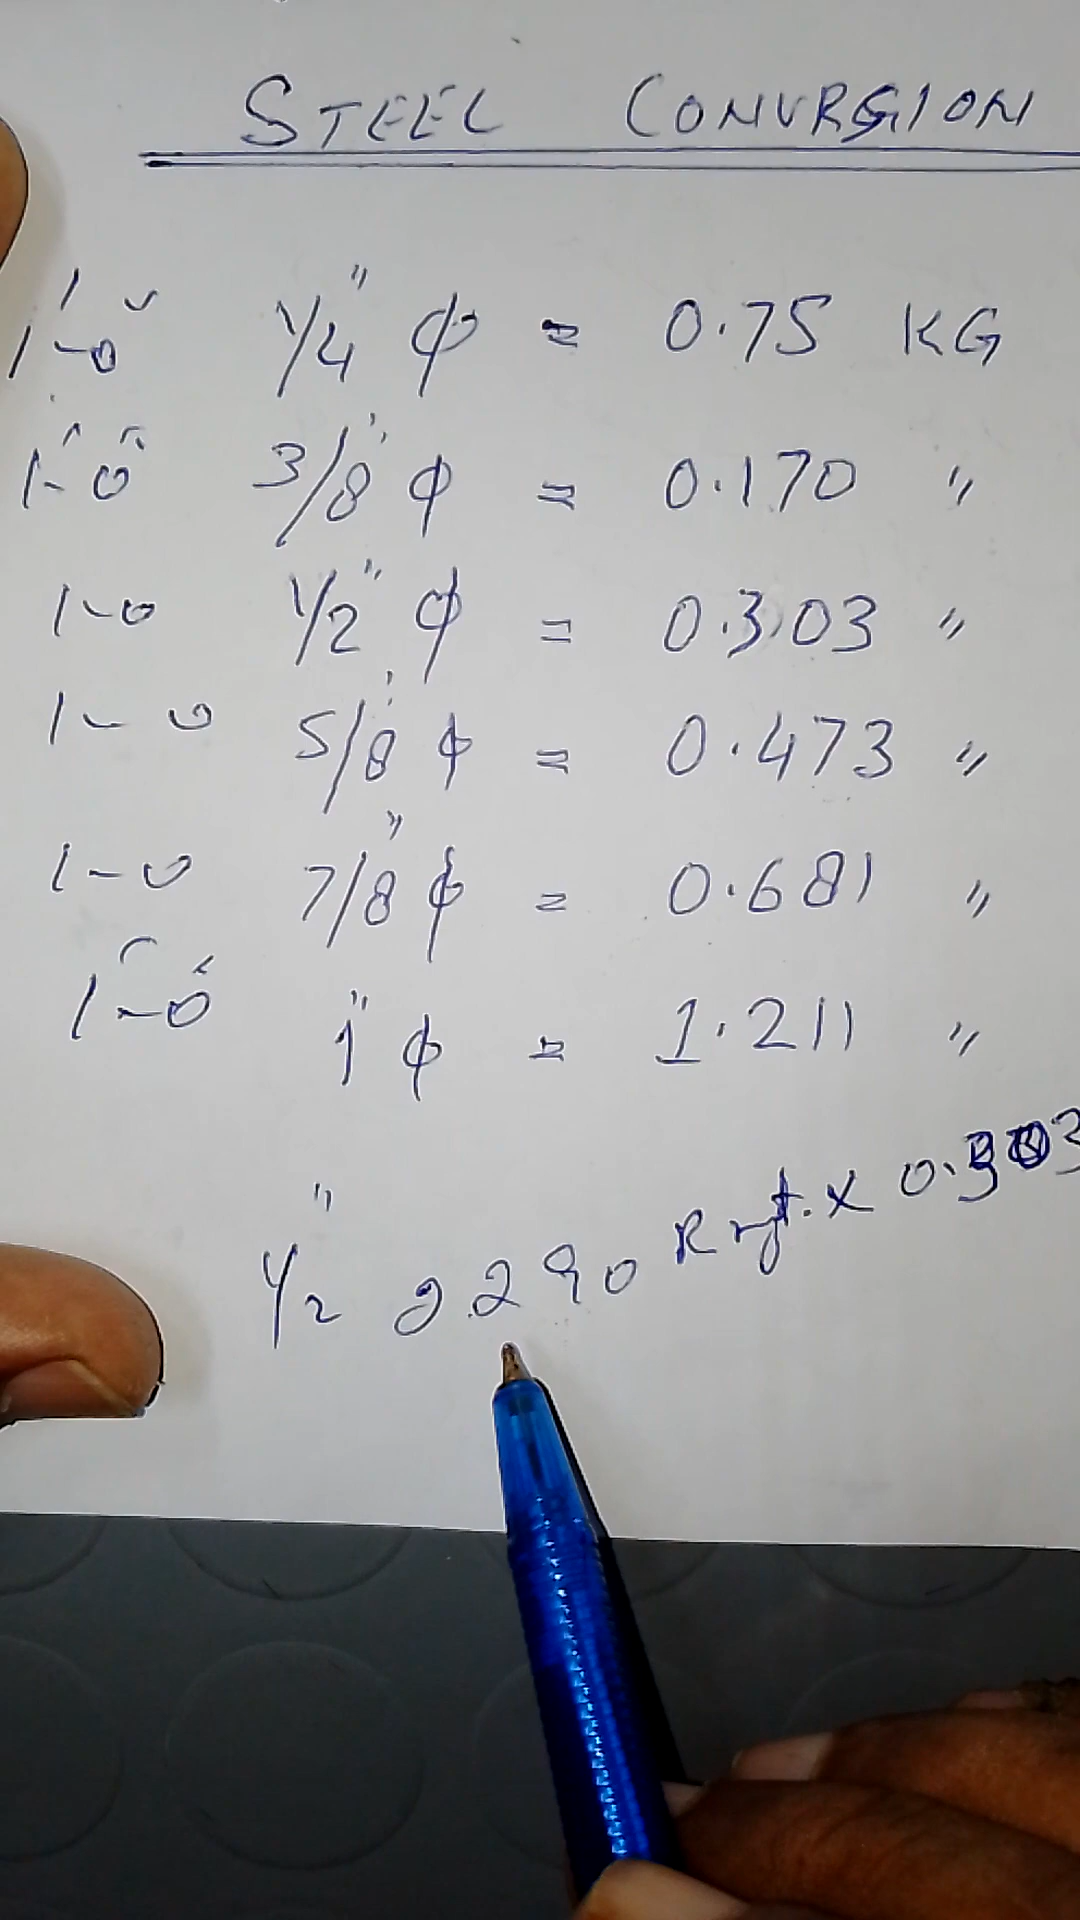 STEEL CONVRSION
1-0 1/4" ϕ = 0.75 KG
1-0 3/8" ϕ = 0.170 "
1-0 1/2" ϕ = 0.303 "
1-0 5/8" ϕ = 0.473 "
1-0 7/8" ϕ = 0.681 "
1-0 1" ϕ = 1.211 "
1/2" 2290 Rft. X 0.303